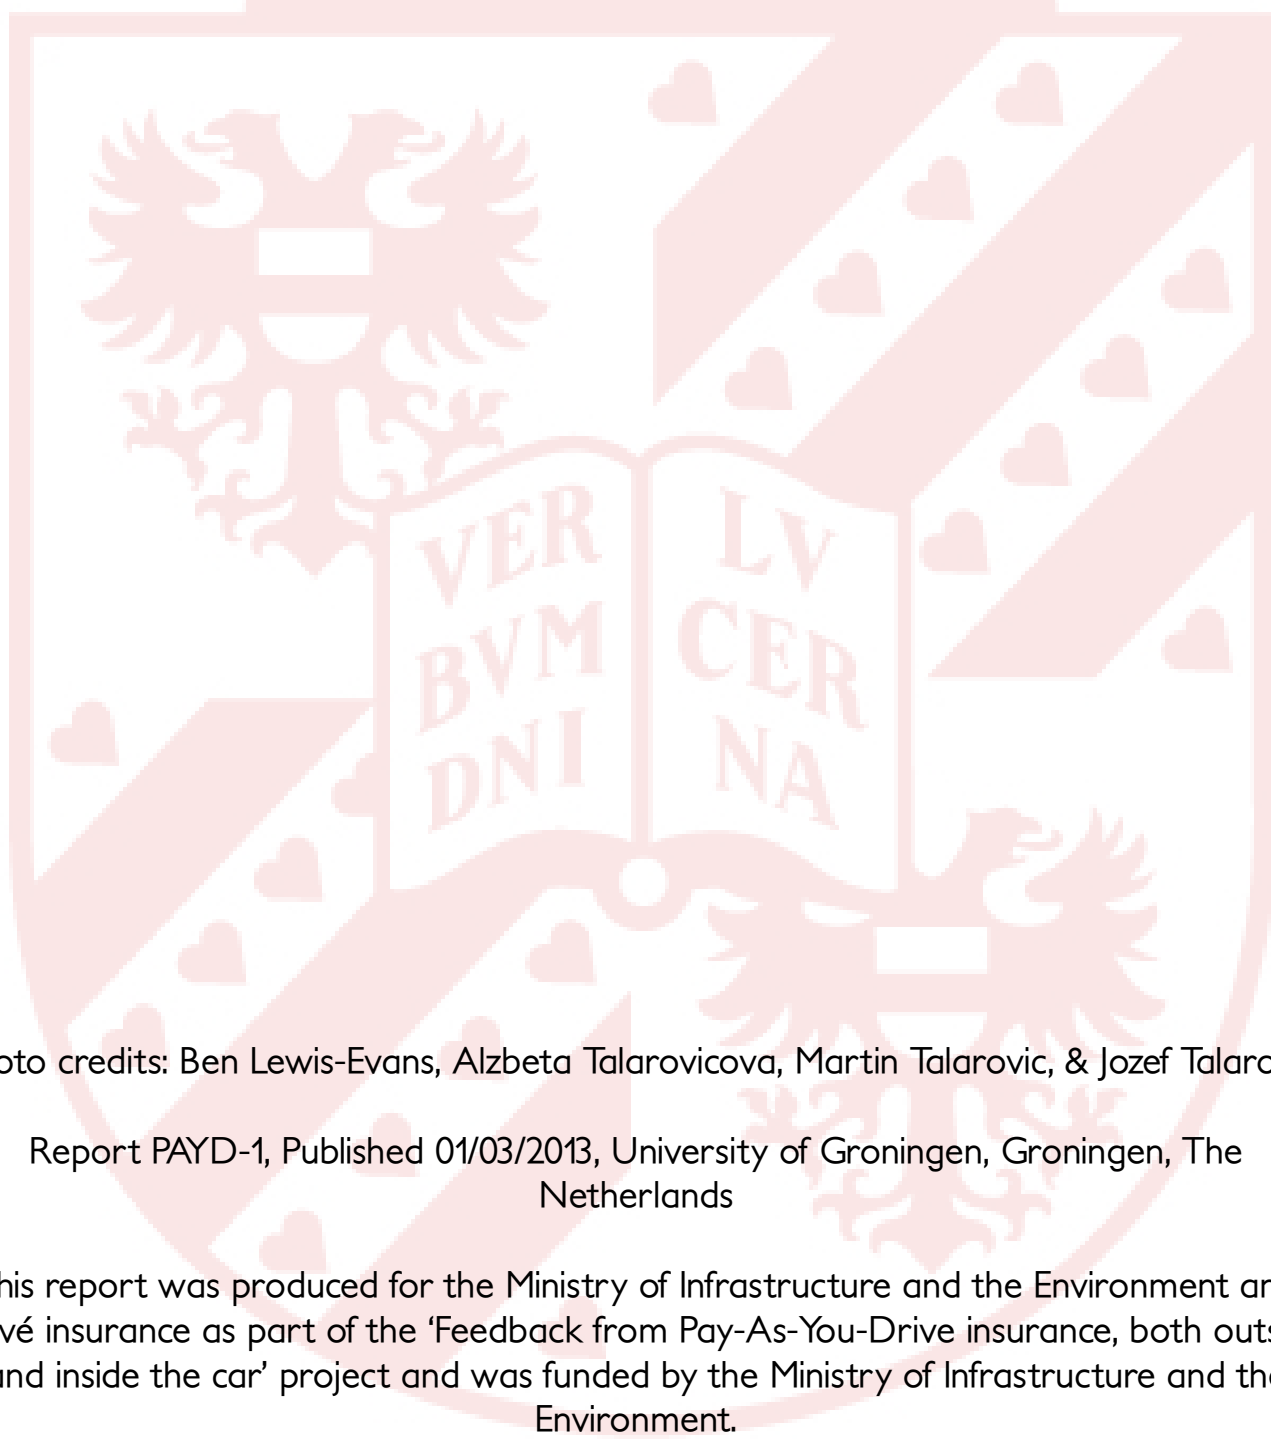 VER
BVM
DNI
LV
CER
NA
oto credits: Ben Lewis-Evans, Alzbeta Talarovicova, Martin Talarovic, & Jozef Talaro
Report PAYD-1, Published 01/03/2013, University of Groningen, Groningen, The
Netherlands
his report was produced for the Ministry of Infrastructure and the Environment an
vé insurance as part of the ‘Feedback from Pay-As-You-Drive insurance, both outs
and inside the car’ project and was funded by the Ministry of Infrastructure and the
Environment.